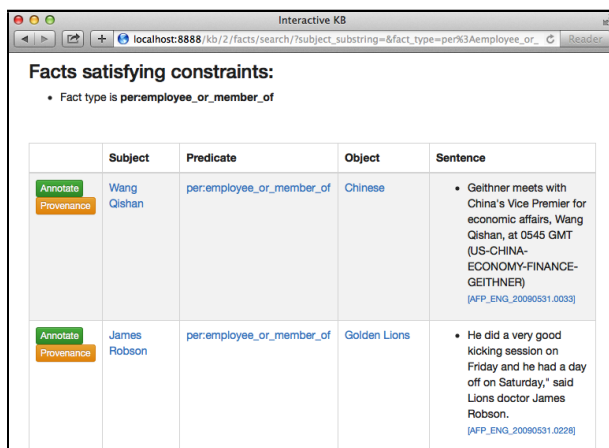 Interactive KB
localhost:8888/kb/2/facts/search/?subject_substring=&fact_type=per%3Aemployee_or_
Reader
Facts satisfying constraints:
• Fact type is per:employee_or_member_of
Subject Predicate Object Sentence
Annotate
Provenance
Wang
Qishan
per:employee_or_member_of
Chinese
• Geithner meets with
China's Vice Premier for
economic affairs, Wang
Qishan, at 0545 GMT
(US-CHINA-
ECONOMY-FINANCE-
GEITHNER)
[AFP_ENG_20090531.0033]
Annotate
Provenance
James
Robson
per:employee_or_member_of
Golden Lions
• He did a very good
kicking session on
Friday and he had a day
off on Saturday," said
Lions doctor James
Robson.
[AFP_ENG_20090531.0228]